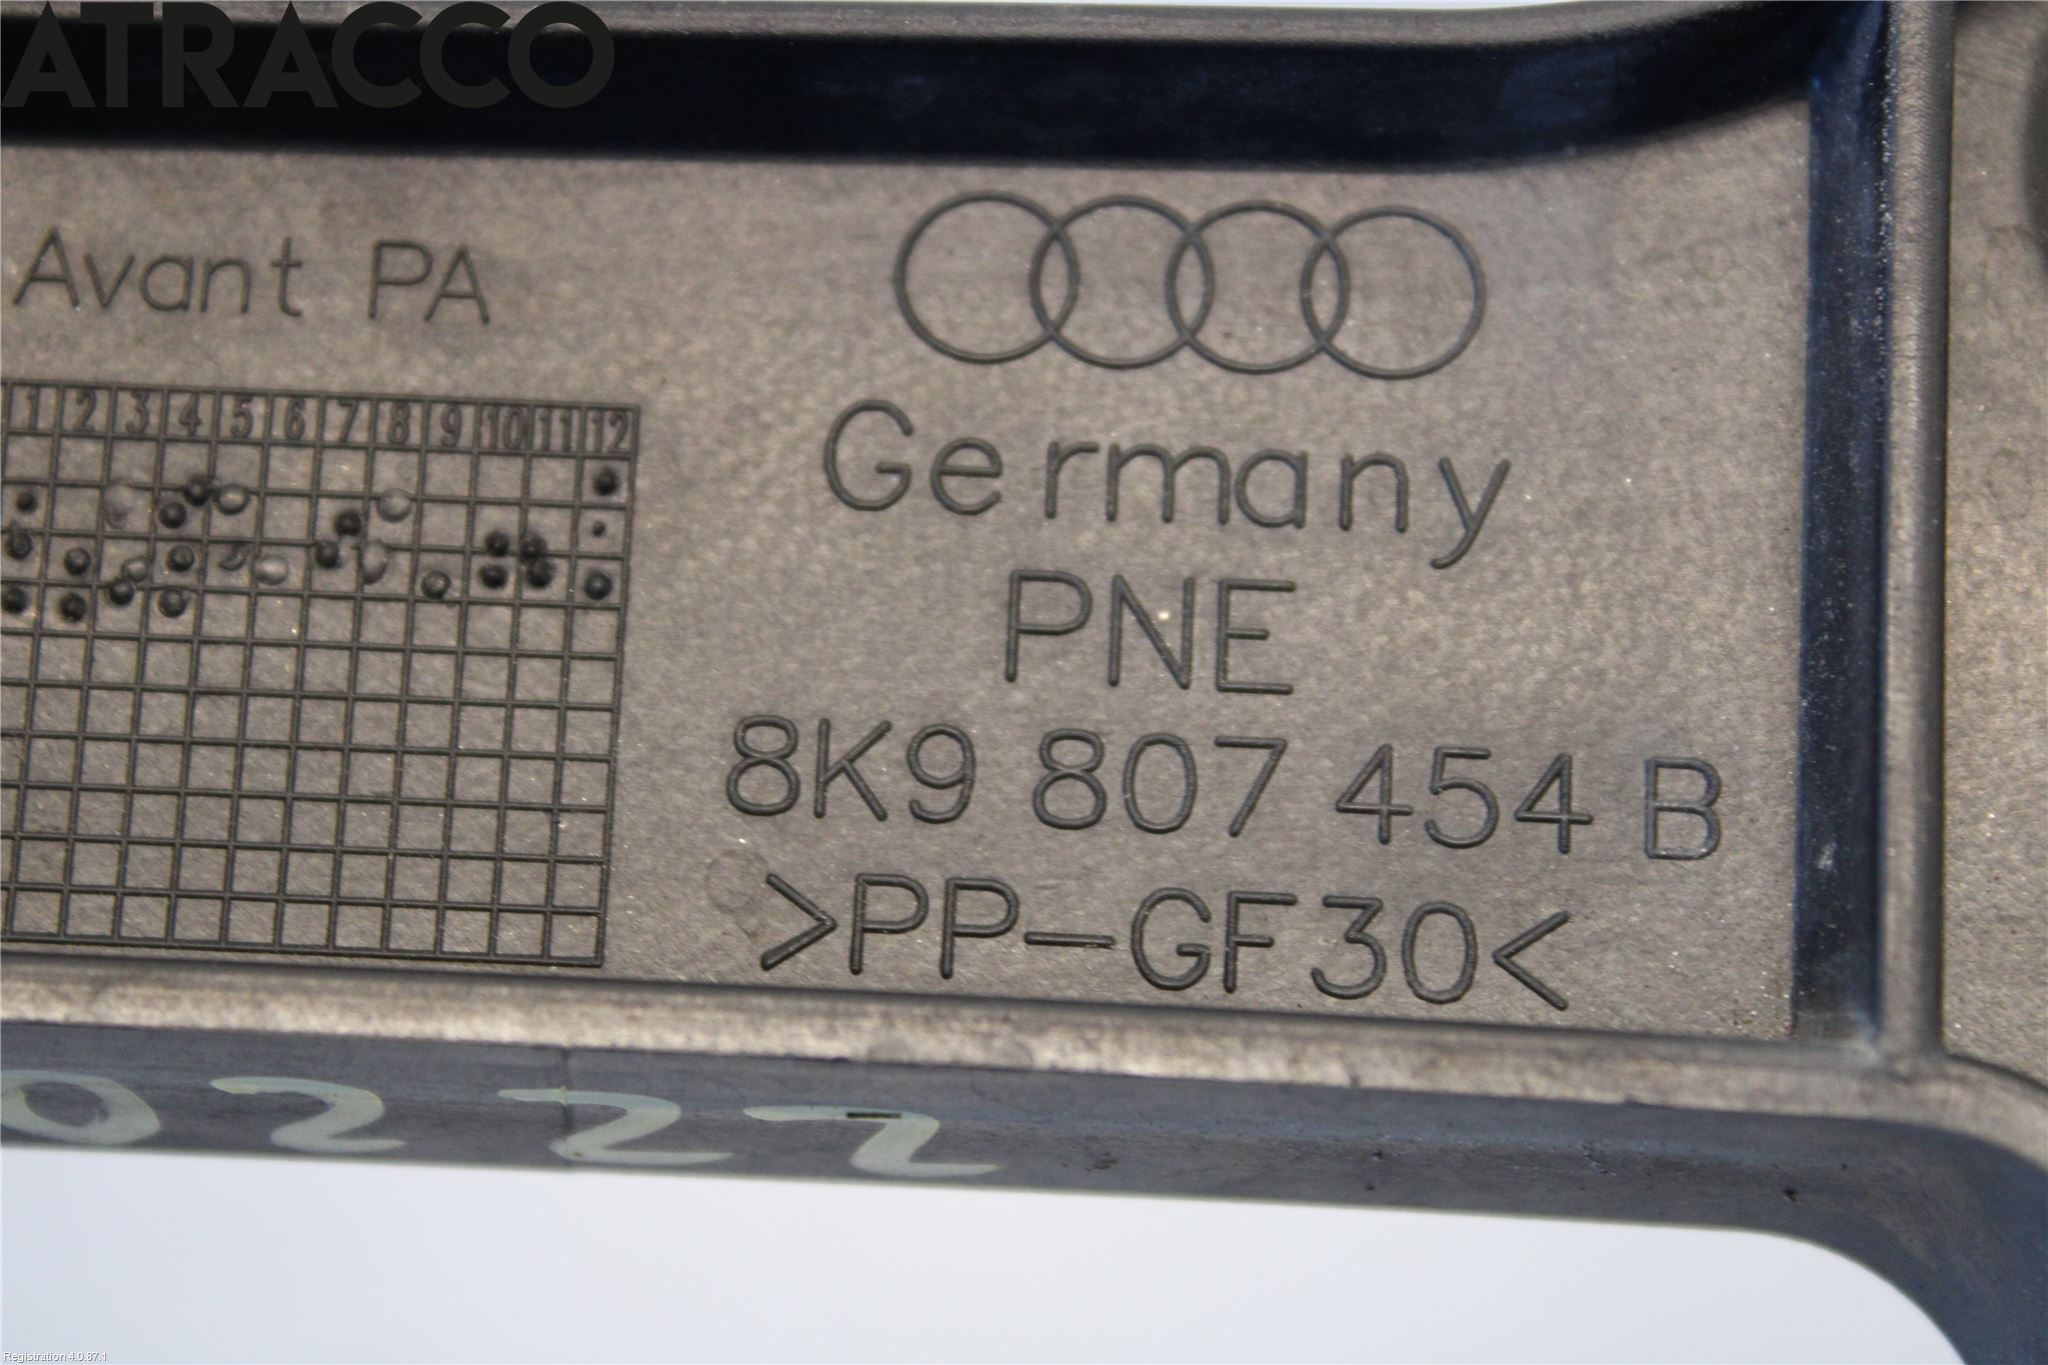 ATRACCO
Avant PA
1 2 3 4 5 6 7 8 9 10 11 12
Germany
PNE
8K9 807 454 B
>PP-GF30<
0222
Registration 4.0.87.1